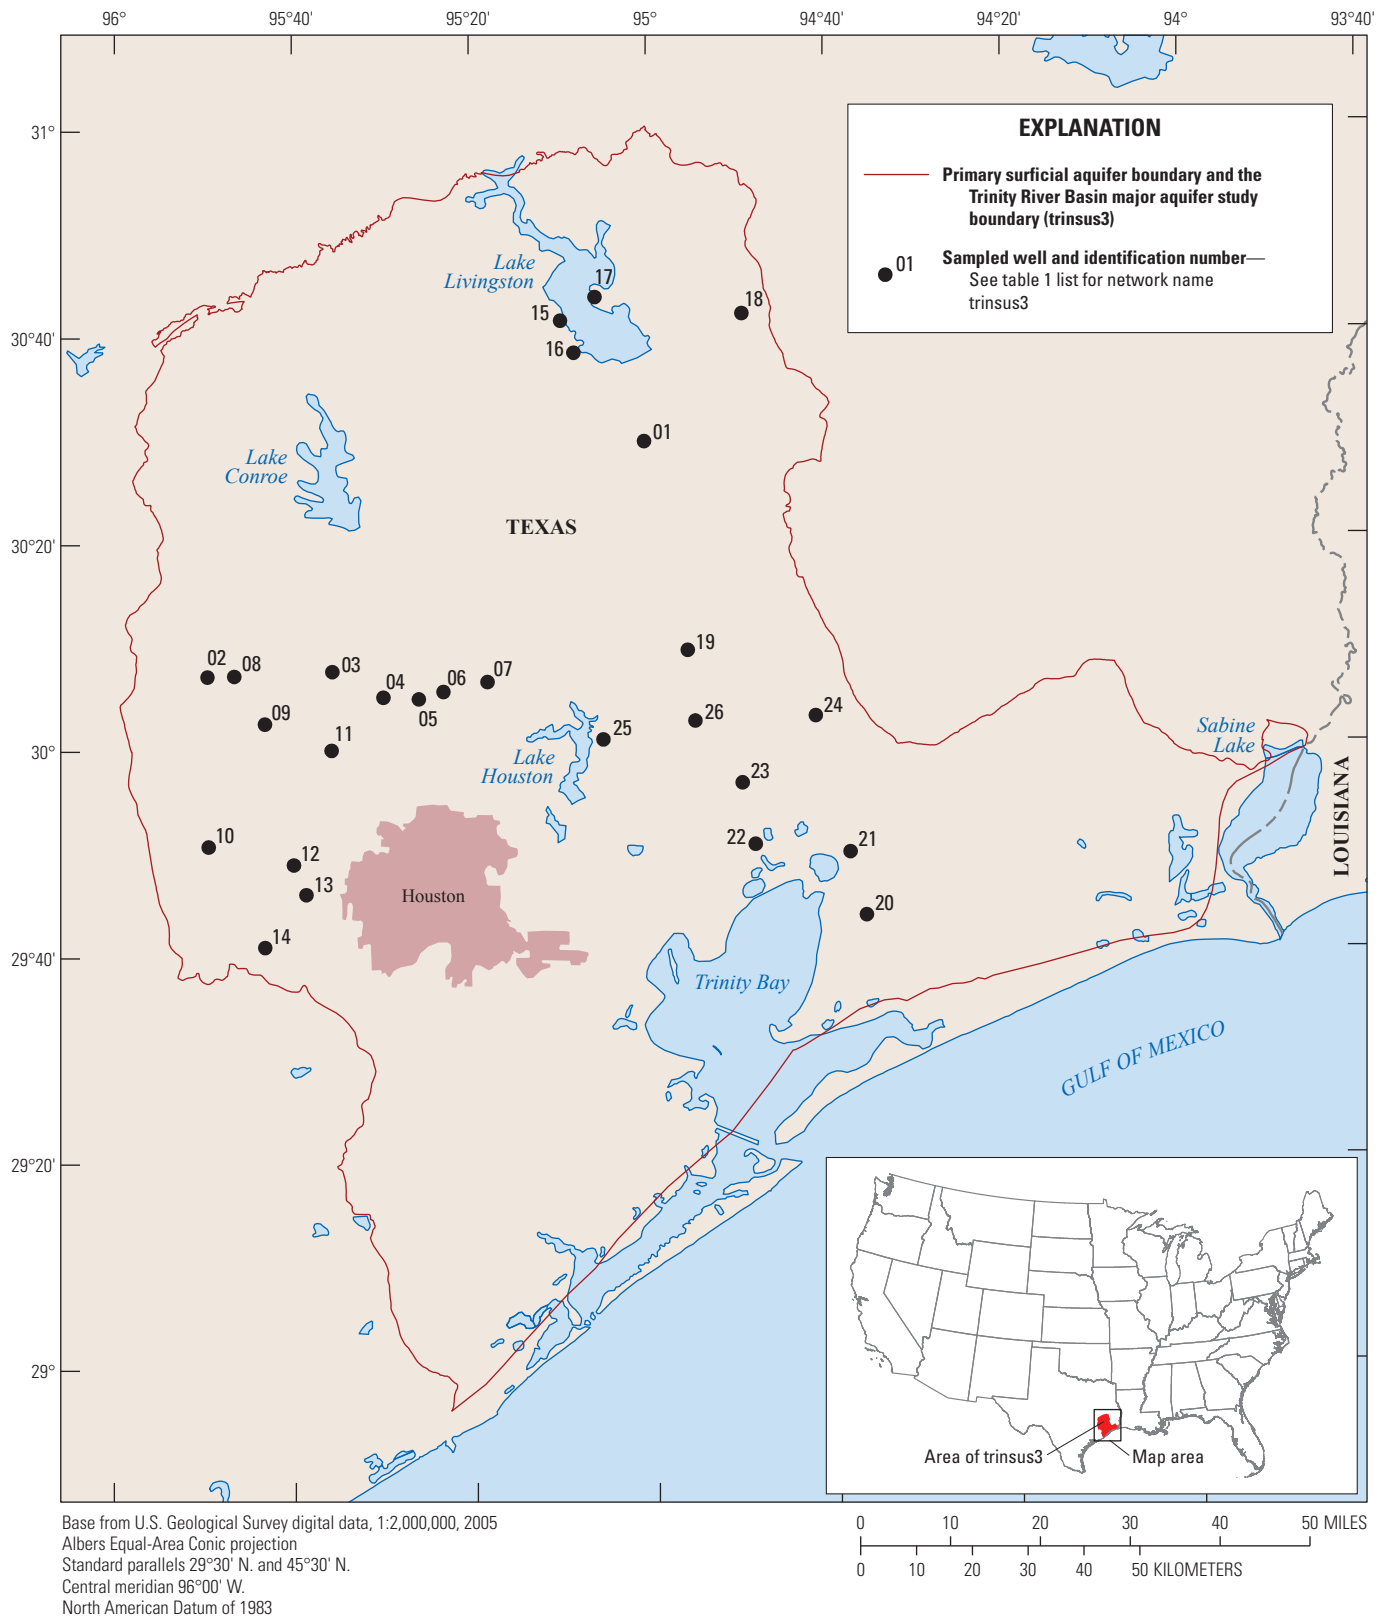 96°
95°40'
95°20'
95°
94°40'
94°20'
94°
93°40'
31°
30°40'
30°20'
30°
29°40'
29°20'
29°
EXPLANATION
Primary surficial aquifer boundary and the
Trinity River Basin major aquifer study
boundary (trinsus3)
01
Sampled well and identification number—
See table 1 list for network name
trinsus3
Lake
Livingston
17
15
16
18
01
Lake
Conroe
TEXAS
19
02
08
03
04
05
06
07
09
11
26
24
25
Lake
Houston
23
Sabine
Lake
LOUISIANA
10
12
13
14
22
21
20
Houston
Trinity Bay
GULF OF MEXICO
Area of trinsus3
Map area
Base from U.S. Geological Survey digital data, 1:2,000,000, 2005
Albers Equal-Area Conic projection
Standard parallels 29°30' N. and 45°30' N.
Central meridian 96°00' W.
North American Datum of 1983
0 10 20 30 40 50 MILES
0 10 20 30 40 50 KILOMETERS